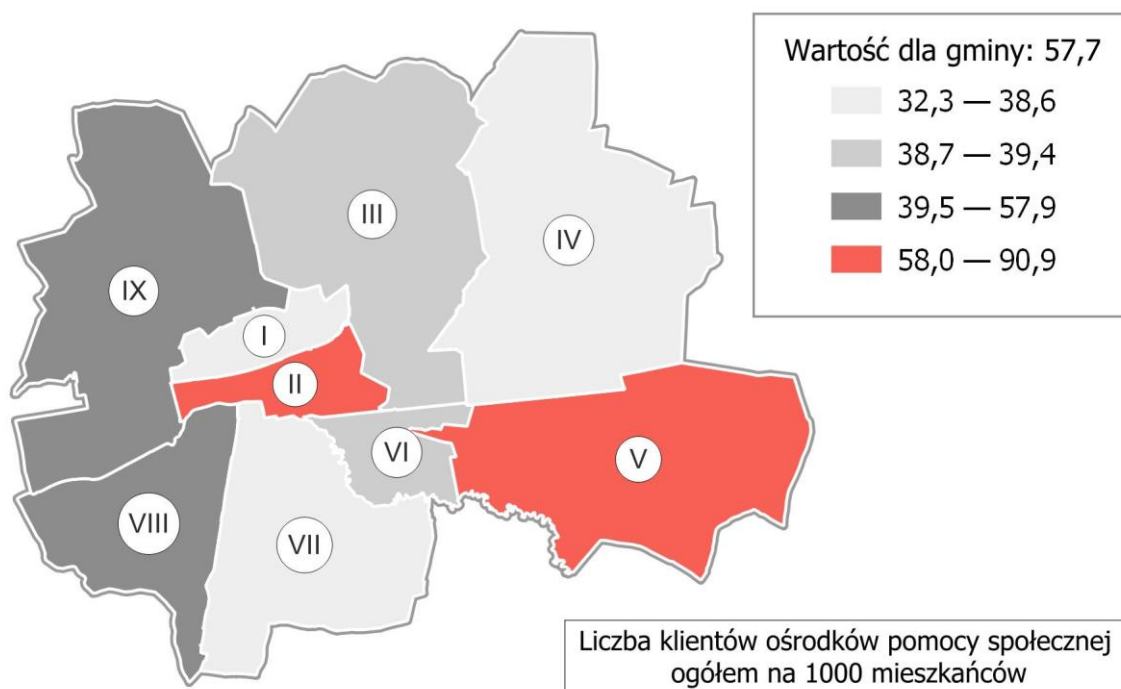 Wartość dla gminy: 57,7
32,3 — 38,6
38,7 — 39,4
39,5 — 57,9
58,0 — 90,9
III
IV
IX
I
II
VI
V
VIII
VII
Liczba klientów ośrodków pomocy społecznej
ogółem na 1000 mieszkańców